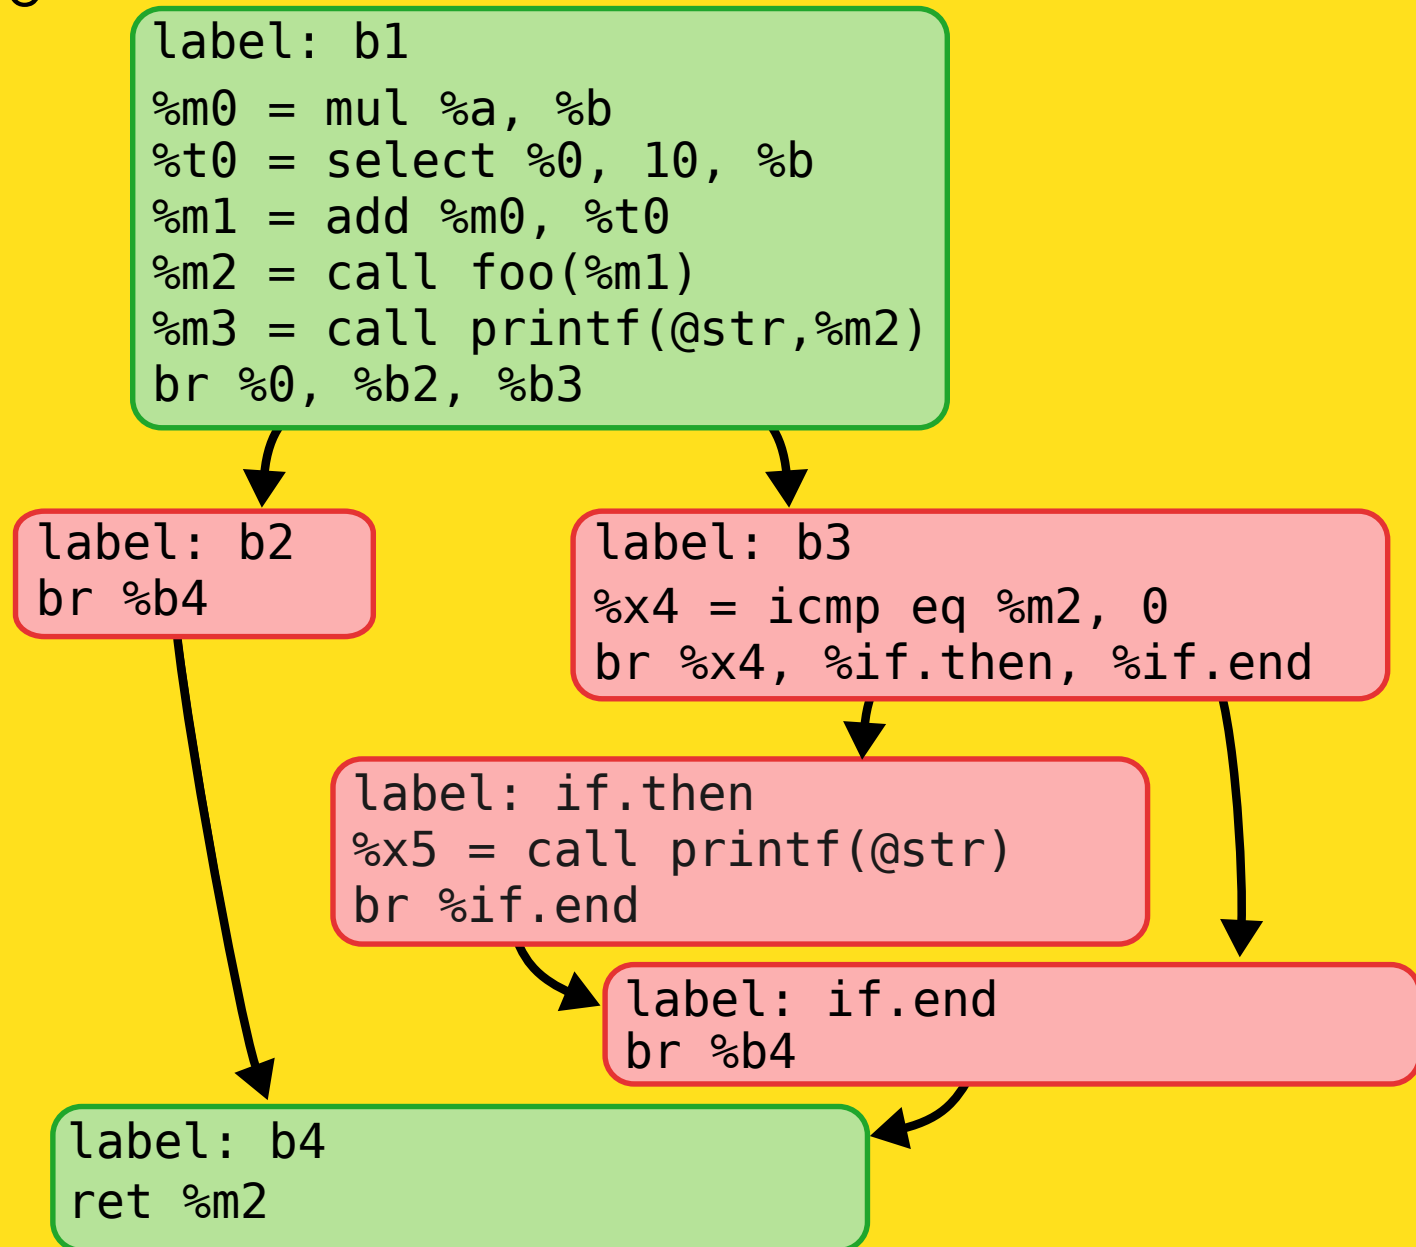 label: b1
%m0 = mul %a, %b
%t0 = select %0, 10, %b
%m1 = add %m0, %t0
%m2 = call foo(%m1)
%m3 = call printf(@str,%m2)
br %0, %b2, %b3
label: b2
br %b4
label: b3
%x4 = icmp eq %m2, 0
br %x4, %if.then, %if.end
label: if.then
%x5 = call printf(@str)
br %if.end
label: if.end
br %b4
label: b4
ret %m2